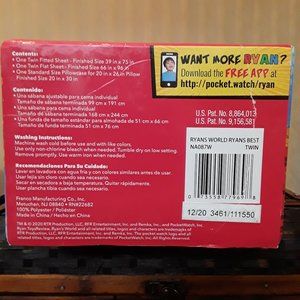 Contents:
• One Twin Fitted Sheet - Finished Size 39 in x 75 in
• One Twin Flat Sheet - Finished Size 66 in x 96 in
• One Standard Size Pillowcase for 20 in x 26 in Pillow
Finished Size 20 in x 30 in
Contenido:
• Una sábana ajustable para cama individual
Tamaño de sábana terminada 99 cm x 191 cm
• Una sábana plana para cama individual
Tamaño de sábana terminada 168 cm x 244 cm
• Una funda de tamaño estándar para almohada de 51 cm x 66 cm
Tamaño de funda terminada 51 cm x 76 cm
Washing Instructions:
Machine wash cold before use and with like colors.
Use only non-chlorine bleach when needed. Tumble dry on low.
Remove promptly. Use warm iron when needed.
Recomendaciones Para Su Cuidado:
Lavar en lavadora con agua fria y con colores similares antes de usar.
Usar lejia sin cloro cuando sea necesario.
Secar en secadora a baja temperatura. Quitar rápidamente.
Planchar tibio cuando sea necesario.
Franco Manufacturing Co., Inc.
Metuchen, NJ 08840 • RN#22682
100% Polyester / Poliéster
Made in China / Hecho en China
WANT MORE RYAN?
Download the FREE APP at
http://pocket.watch/ryan
U.S. Pat. No. 8,864,013
U.S. Pat. No. 9,156,581
RYANS WORLD RYANS BEST
NA087W TWIN
12/20 3461/111550